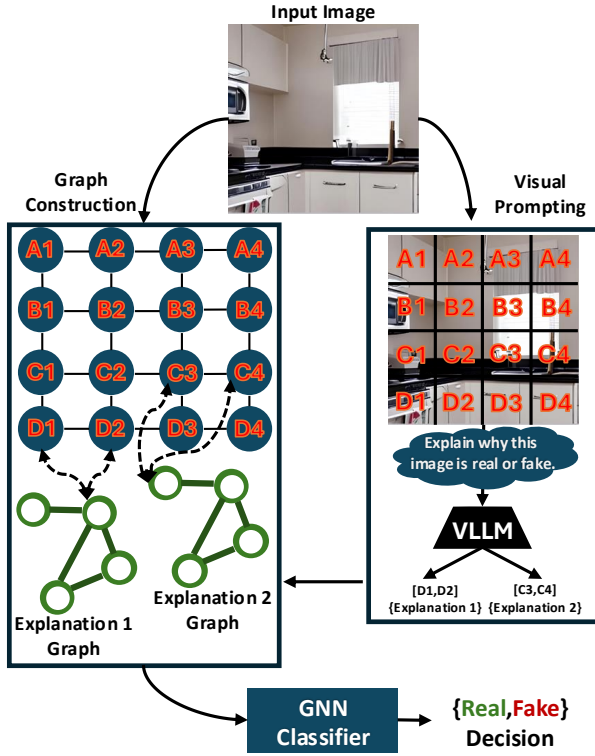 Input Image
Graph
Construction
Visual
Prompting
A1 A2 A3 A4
B1 B2 B3 B4
C1 C2 C3 C4
D1 D2 D3 D4
Explanation 1
Graph
Explanation 2
Graph
A1 A2 A3 A4
B1 B2 B3 B4
C1 C2 C3 C4
D1 D2 D3 D4
Explain why this
image is real or fake.
VLLM
[D1,D2]
{Explanation 1}
[C3,C4]
{Explanation 2}
GNN
Classifier
{Real,Fake}
Decision